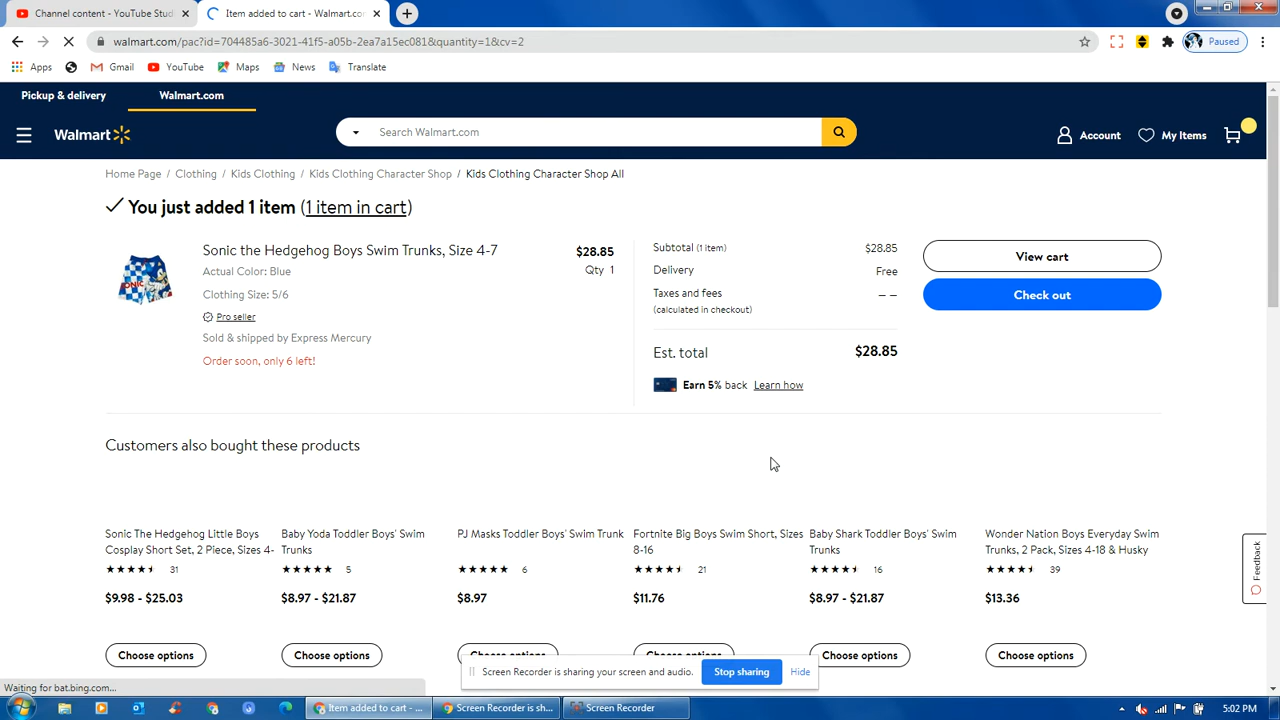 Channel content - YouTube Stud
Item added to cart - Walmart.co
walmart.com/pac?id=704485a6-3021-41f5-a05b-2ea7a15ec081&quantity=1&cv=2
Paused
Apps
Gmail
YouTube
Maps
News
Translate
Pickup & delivery
Walmart.com
Walmart
Search Walmart.com
Account
My Items
Home Page / Clothing / Kids Clothing / Kids Clothing Character Shop / Kids Clothing Character Shop All
You just added 1 item (1 item in cart)
Sonic the Hedgehog Boys Swim Trunks, Size 4-7
$28.85
Actual Color: Blue
Qty 1
Clothing Size: 5/6
Pro seller
Sold & shipped by Express Mercury
Order soon, only 6 left!
Subtotal (1 item)
$28.85
Delivery
Free
Taxes and fees
– –
(calculated in checkout)
Est. total
$28.85
Earn 5% back Learn how
View cart
Check out
SONIC
Customers also bought these products
Sonic The Hedgehog Little Boys
Cosplay Short Set, 2 Piece, Sizes 4-
31
$9.98 - $25.03
Choose options
Baby Yoda Toddler Boys' Swim
Trunks
5
$8.97 - $21.87
Choose options
PJ Masks Toddler Boys' Swim Trunk
6
$8.97
Choose options
Fortnite Big Boys Swim Short, Sizes
8-16
21
$11.76
Choose options
Baby Shark Toddler Boys' Swim
Trunks
16
$8.97 - $21.87
Choose options
Wonder Nation Boys Everyday Swim
Trunks, 2 Pack, Sizes 4-18 & Husky
39
$13.36
Choose options
Feedback
Screen Recorder is sharing your screen and audio.
Stop sharing
Hide
Waiting for bat.bing.com...
Item added to cart - ...
Screen Recorder is sh...
Screen Recorder
5:02 PM